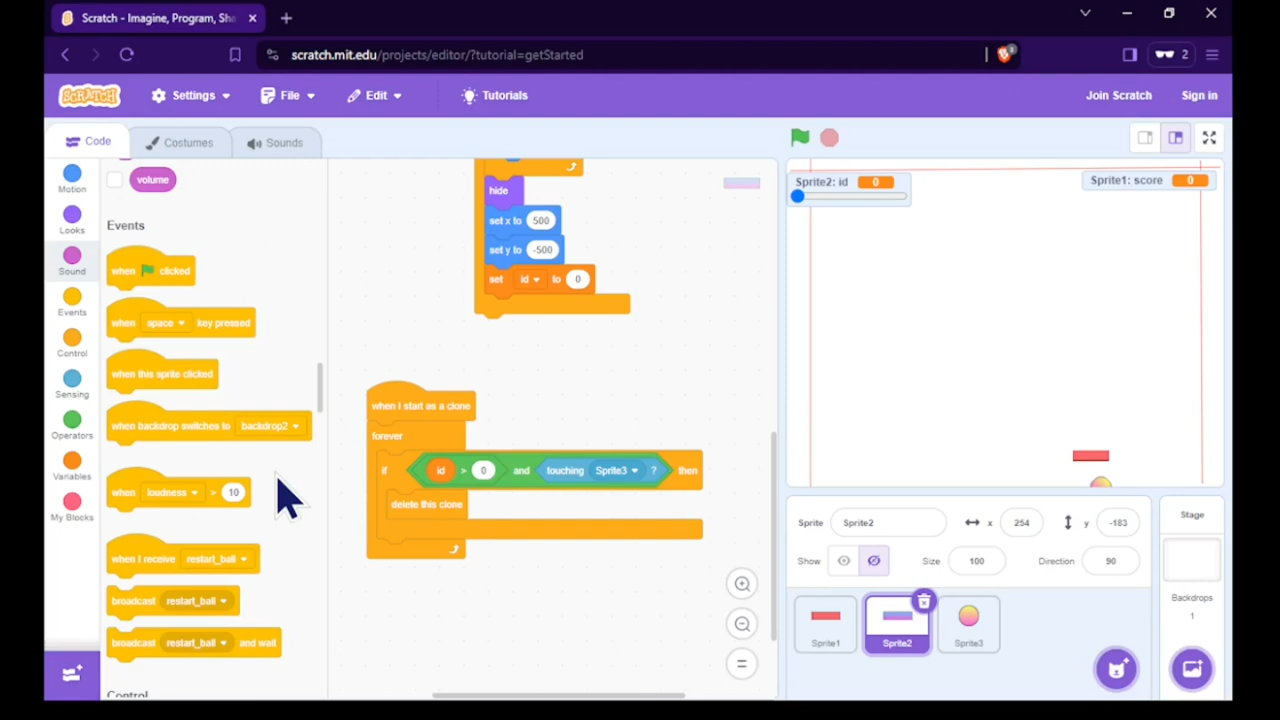 Scratch - Imagine, Program, Sha
scratch.mit.edu/projects/editor/?tutorial=getStarted
2
SCRATCH
Settings
File
Edit
Tutorials
Join Scratch
Sign in
Code
Costumes
Sounds
Motion
Looks
Sound
Events
Control
Sensing
Operators
Variables
My Blocks
volume
Events
when clicked
when space key pressed
when this sprite clicked
when backdrop switches to backdrop2
when loudness > 10
when I receive restart_ball
broadcast restart_ball
broadcast restart_ball and wait
Control
hide
set x to 500
set y to -500
set id to 0
when I start as a clone
forever
if id > 0 and touching Sprite3 ? then
delete this clone
Sprite2: id 0
Sprite1: score 0
Sprite Sprite2 x 254 y -183
Show Size 100 Direction 90
Sprite1
Sprite2
Sprite3
Stage
Backdrops
1